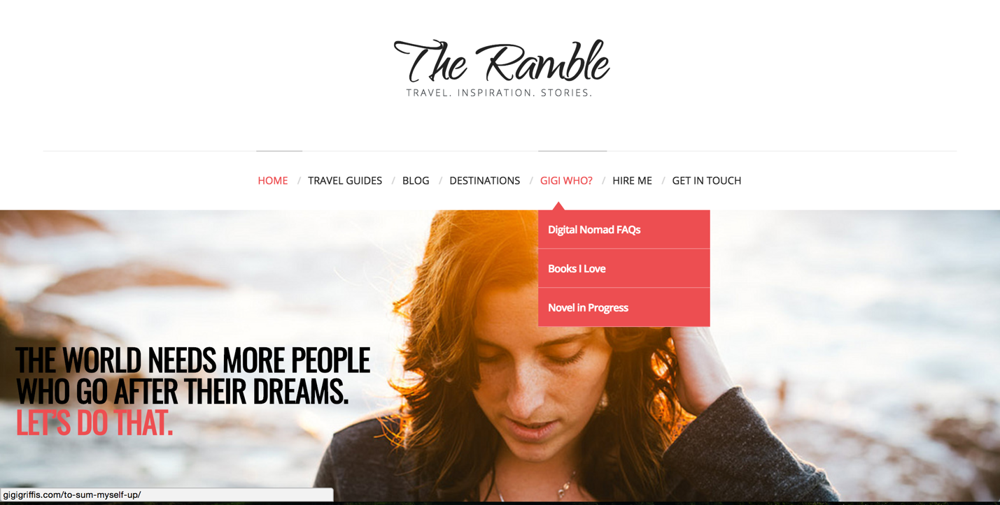 The Ramble
TRAVEL. INSPIRATION. STORIES.
HOME / TRAVEL GUIDES / BLOG / DESTINATIONS / GIGI WHO? / HIRE ME / GET IN TOUCH
Digital Nomad FAQs
Books I Love
Novel in Progress
THE WORLD NEEDS MORE PEOPLE
WHO GO AFTER THEIR DREAMS.
LET'S DO THAT.
gigigriffis.com/to-sum-myself-up/